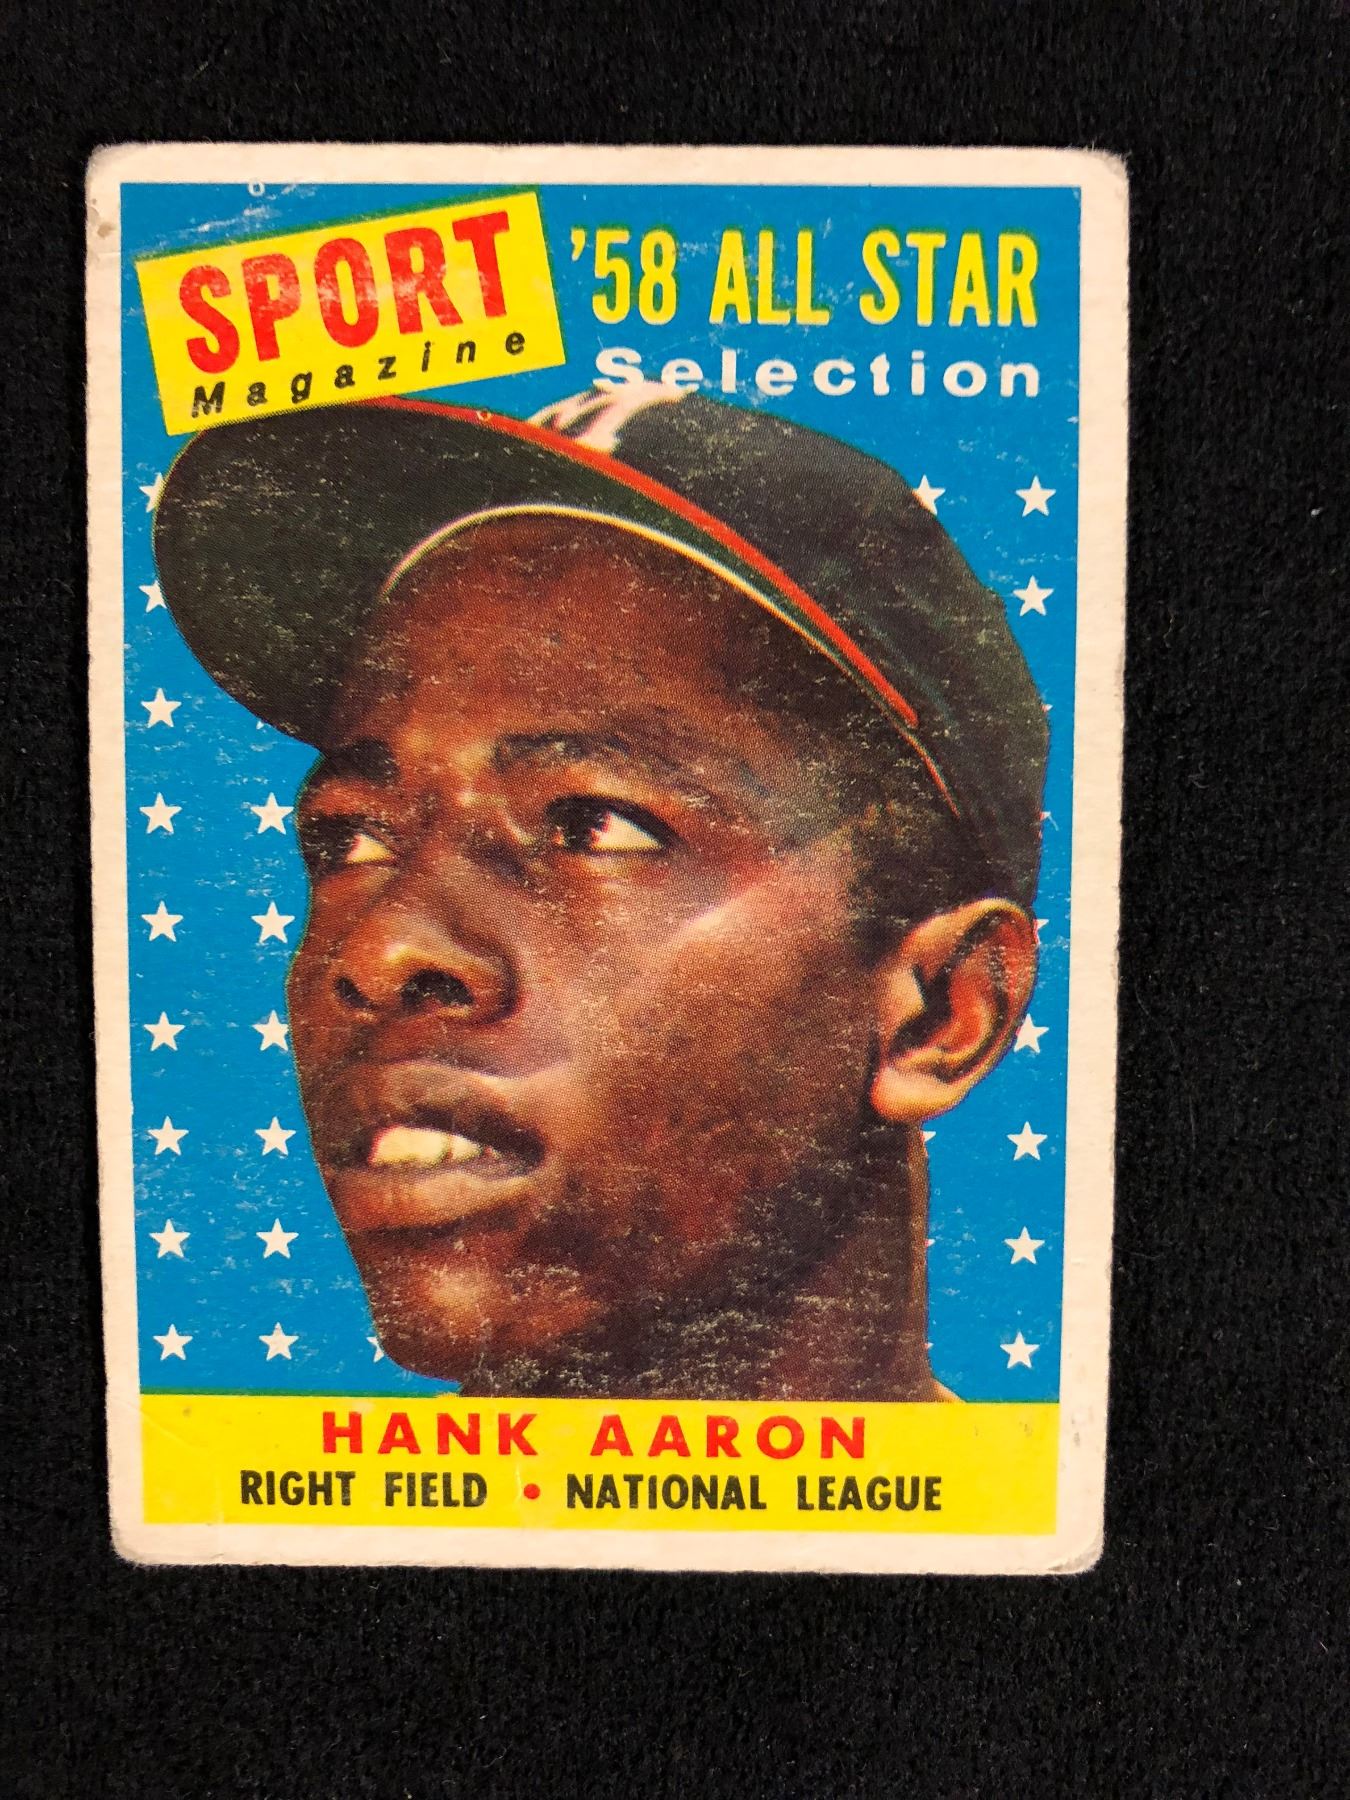 SPORT
Magazine
'58 ALL STAR
Selection
HANK AARON
RIGHT FIELD • NATIONAL LEAGUE